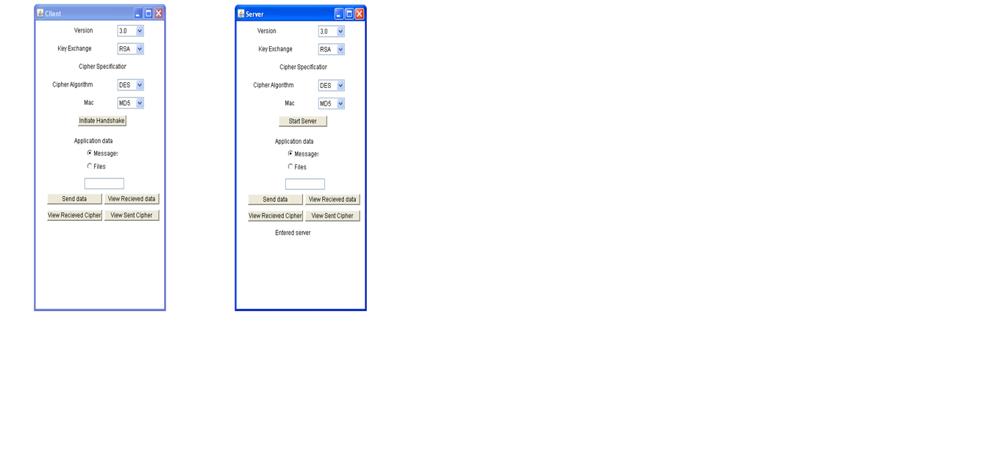 Client
Version 3.0
Key Exchange RSA
Cipher Specification
Cipher Algorithm DES
Mac MD5
Initiate Handshake
Application data
Messages
Files
Send data View Recieved data
View Recieved Cipher View Sent Cipher
Server
Version 3.0
Key Exchange RSA
Cipher Specification
Cipher Algorithm DES
Mac MD5
Start Server
Application data
Messages
Files
Send data View Recieved data
View Recieved Cipher View Sent Cipher
Entered server